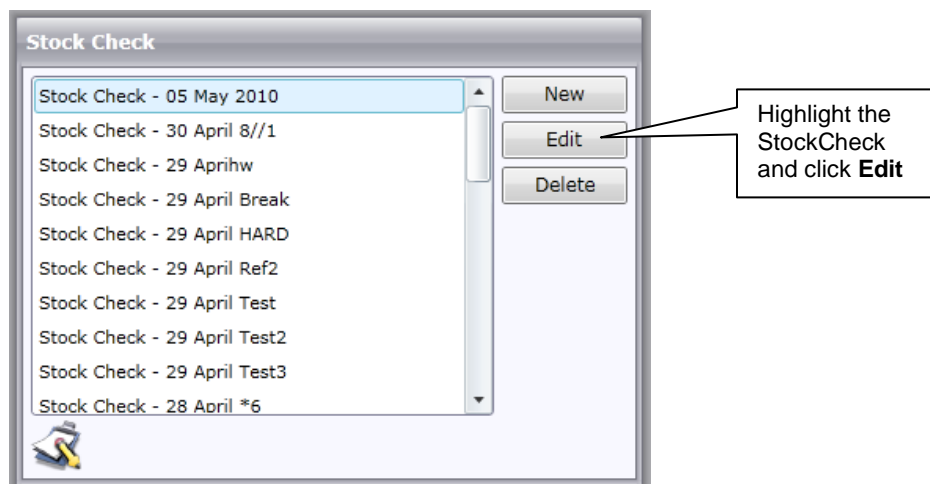 Stock Check
Stock Check - 05 May 2010
New
Stock Check - 30 April 8//1
Edit
Stock Check - 29 Aprihw
Delete
Stock Check - 29 April Break
Stock Check - 29 April HARD
Stock Check - 29 April Ref2
Stock Check - 29 April Test
Stock Check - 29 April Test2
Stock Check - 29 April Test3
Stock Check - 28 April *6
Highlight the
StockCheck
and click Edit